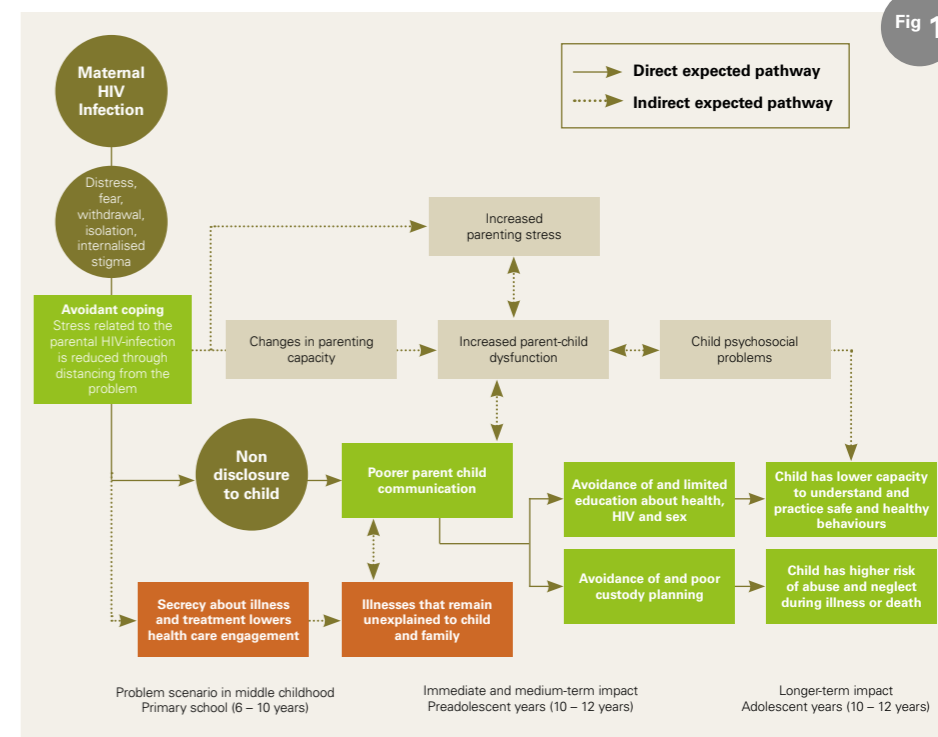 Fig 1
Maternal
HIV
Infection
Direct expected pathway
Indirect expected pathway
Distress,
fear,
withdrawal,
isolation,
internalised
stigma
Increased
parenting stress
Avoidant coping
Stress related to the
parental HIV-infection
is reduced through
distancing from the
problem
Changes in parenting
capacity
Increased parent-child
dysfunction
Child psychosocial
problems
Non
disclosure
to child
Poorer parent child
communication
Avoidance of and limited
education about health,
HIV and sex
Child has lower capacity
to understand and
practice safe and healthy
behaviours
Avoidance of and poor
custody planning
Child has higher risk
of abuse and neglect
during illness or death
Secrecy about illness
and treatment lowers
health care engagement
Illnesses that remain
unexplained to child
and family
Problem scenario in middle childhood
Primary school (6 – 10 years)
Immediate and medium-term impact
Preadolescent years (10 – 12 years)
Longer-term impact
Adolescent years (10 – 12 years)